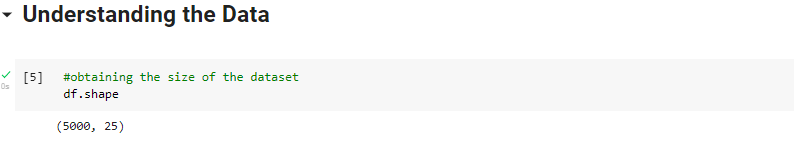 Understanding the Data
[5] #obtaining the size of the dataset
df.shape
0s
(5000, 25)